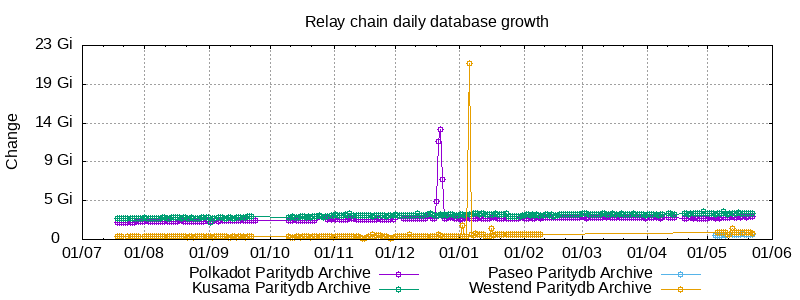 Relay chain daily database growth
23 Gi
19 Gi
14 Gi
9 Gi
5 Gi
0
Change
01/07 01/08 01/09 01/10 01/11 01/12 01/01 01/02 01/03 01/04 01/05 01/06
Polkadot Paritydb Archive Paseo Paritydb Archive
Kusama Paritydb Archive Westend Paritydb Archive